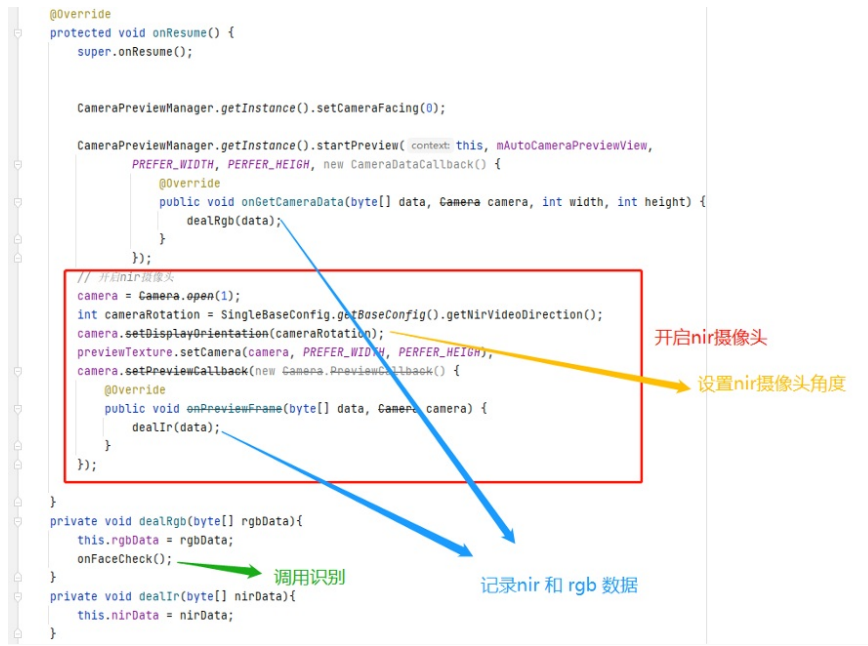 @Override
protected void onResume() {
super.onResume();
CameraPreviewManager.getInstance().setCameraFacing(0);
CameraPreviewManager.getInstance().startPreview( context: this, mAutoCameraPreviewView,
PREFER_WIDTH, PERFER_HEIGH, new CameraDataCallback() {
@Override
public void onGetCameraData(byte[] data, Camera camera, int width, int height) {
dealRgb(data);
}
});
// 开启nir摄像头
camera = Camera.open(1);
int cameraRotation = SingleBaseConfig.getBaseConfig().getNirVideoDirection();
camera.setDisplayOrientation(cameraRotation);
previewTexture.setCamera(camera, PREFER_WIDTH, PERFER_HEIGH);
camera.setPreviewCallback(new Camera.PreviewCallback() {
@Override
public void onPreviewFrame(byte[] data, Camera camera) {
dealIr(data);
}
});
开启nir摄像头
设置nir摄像头角度
}
private void dealRgb(byte[] rgbData){
this.rgbData = rgbData;
onFaceCheck();
调用识别
}
记录nir 和 rgb 数据
private void dealIr(byte[] nirData){
this.nirData = nirData;
}